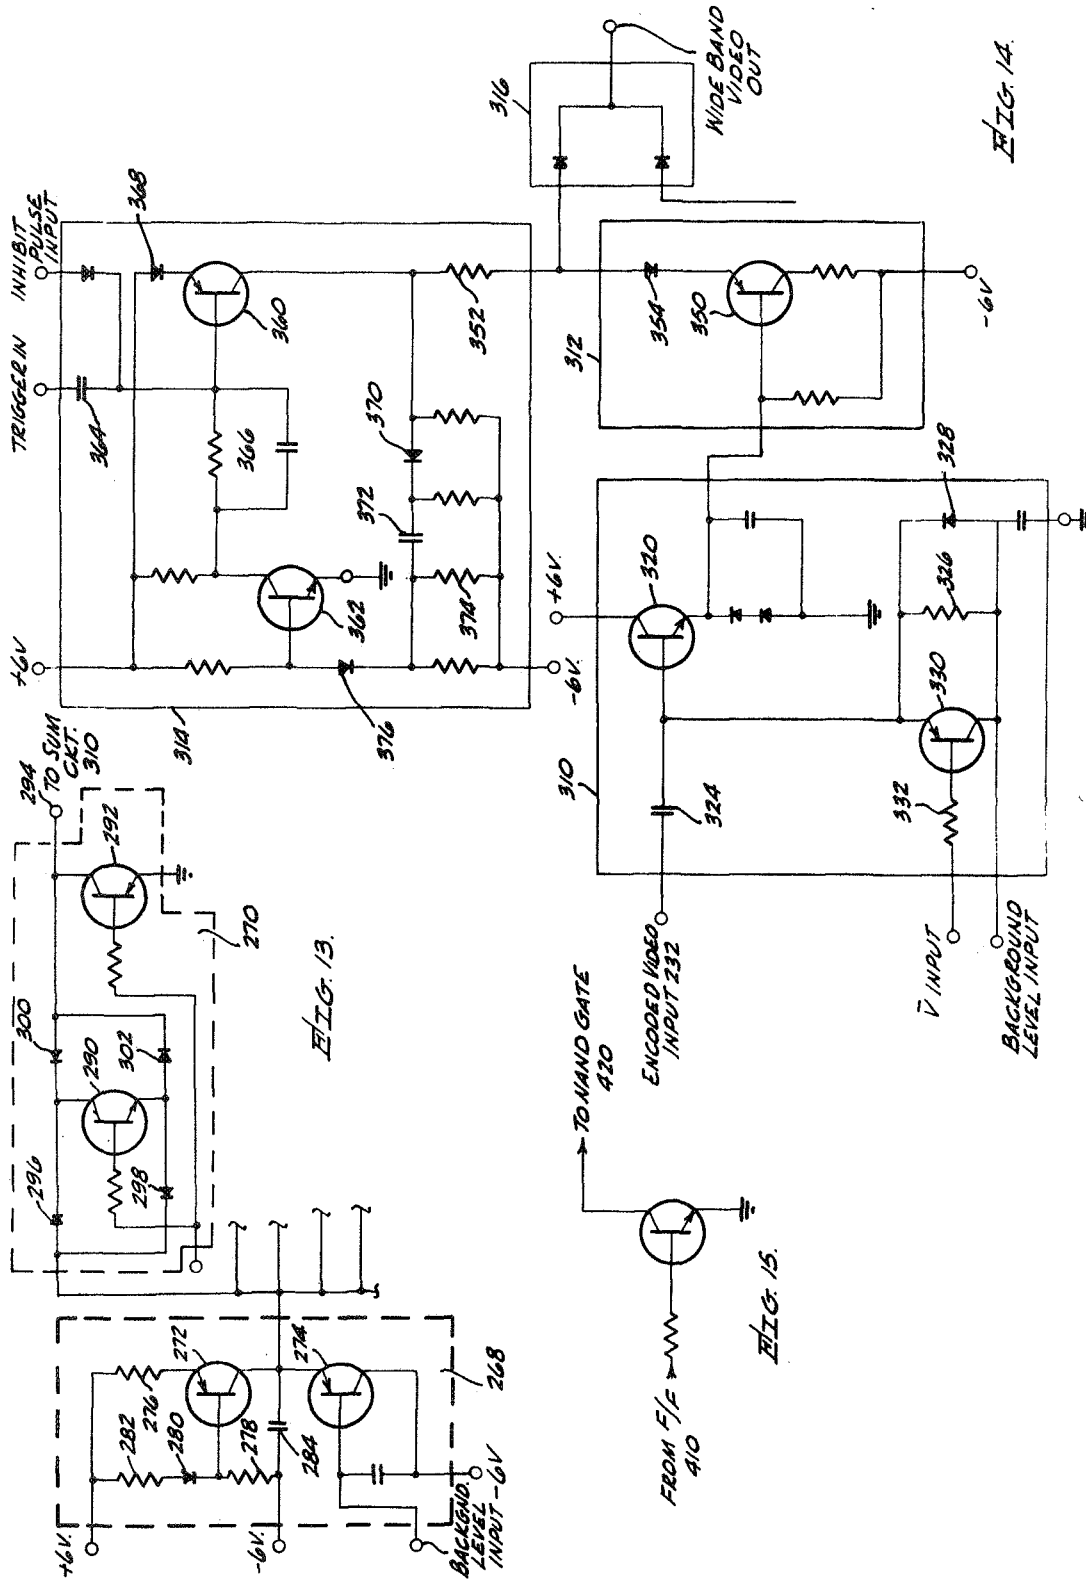 +6V.
-6V.
BACKGND.
LEVEL
INPUT
-6V
282
276
280
272
278
284
274
268
296
298
290
300
302
292
294
TO SUM
CKT.
310
270
FIG. 13.
+6V
TRIGGER IN
INHIBIT
PULSE
INPUT
314
364
368
360
366
362
370
372
374
376
352
-6V.
316
WIDE BAND
VIDEO
OUT
312
354
350
-6V
310
+6V.
320
324
326
328
330
332
ENCODED VIDEO
INPUT 232
V̄ INPUT
BACKGROUND
LEVEL INPUT
FIG. 14.
FROM F/F
410
TO NAND GATE
420
FIG. 15.